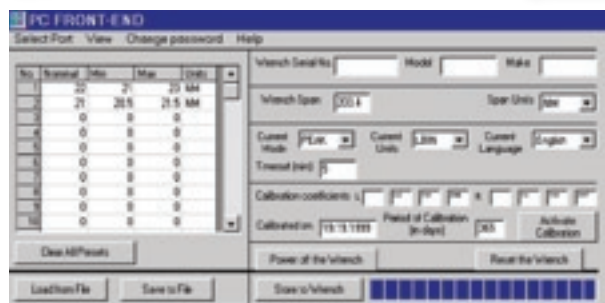 PC FRONT-END
Select Port View Change password Help
No. Nominal Min Max Units
1 22 21 23 NM
2 21 20.5 21.5 NM
3 0 0 0
4 0 0 0
5 0 0 0
6 0 0 0
7 0 0 0
8 0 0 0
9 0 0 0
10 0 0 0
Clear All Presets
Load from File Save to File
Wrench Serial No. Model Make
Wrench Span Span Units
Current Mode PEAK Current Units Current Language English
Timeout (min) 5
Calibration coefficients
Calibrated on Period of Calibration (in days) 365 Activate Calibration
Power off the Wrench Reset the Wrench
Store to Wrench